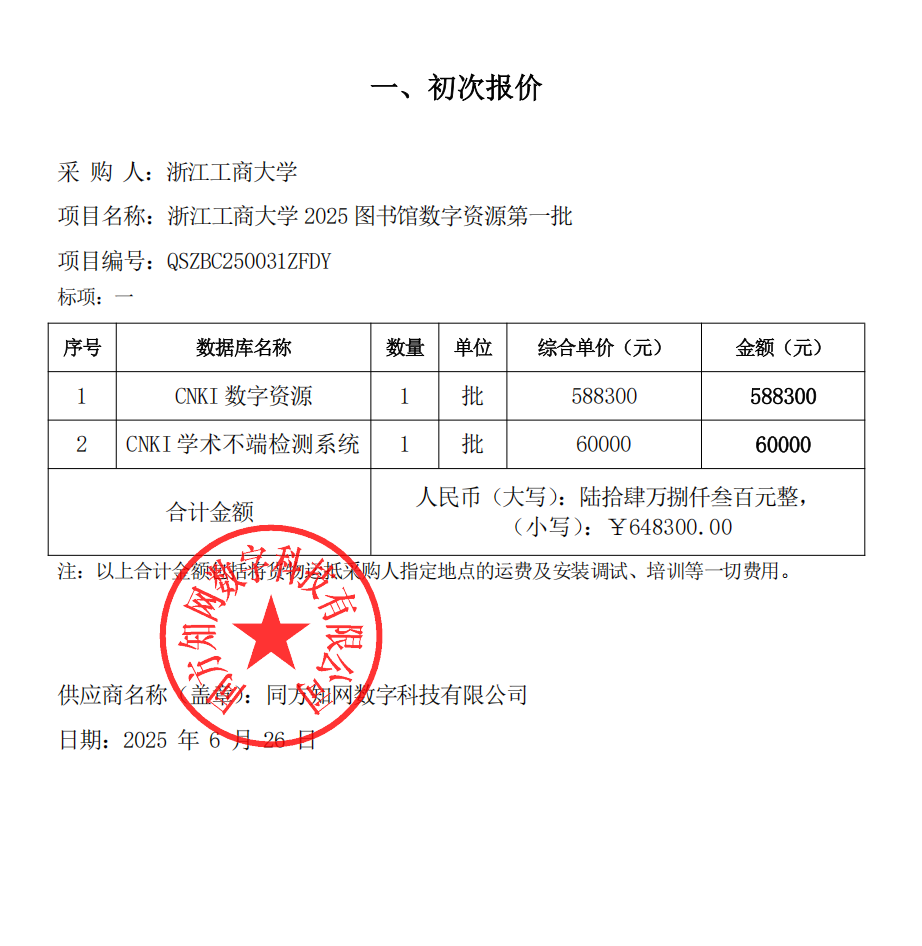 一、初次报价
采 购 人：浙江工商大学
项目名称：浙江工商大学 2025 图书馆数字资源第一批
项目编号：QSZBC250031ZFDY
标项：一
序号 数据库名称 数量 单位 综合单价（元） 金额（元）
1 CNKI 数字资源 1 批 588300 588300
2 CNKI 学术不端检测系统 1 批 60000 60000
合计金额 人民币（大写）：陆拾肆万捌仟叁百元整，
（小写）：￥648300.00
注：以上合计金额包括将货物运抵采购人指定地点的运费及安装调试、培训等一切费用。
同方知网数字科技有限公司
供应商名称（盖章）：同方知网数字科技有限公司
日期：2025 年 6 月 26 日